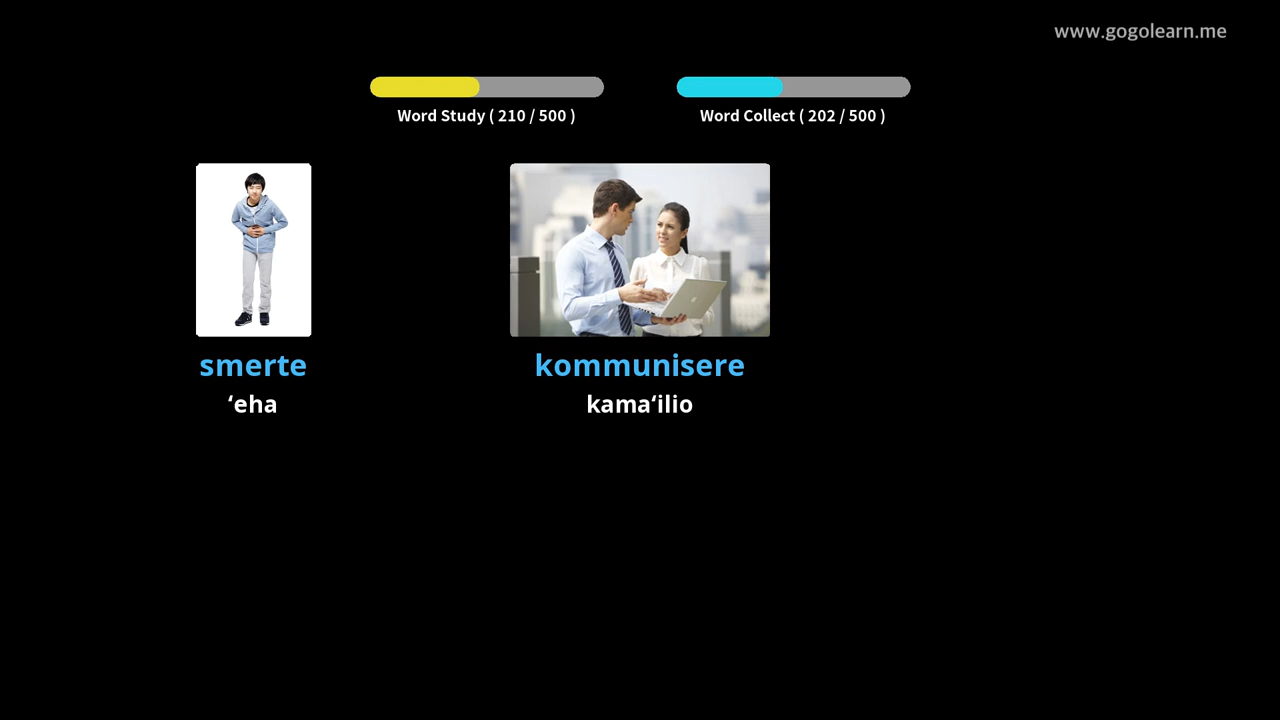 www.gogolearn.me
Word Study ( 210 / 500 )
Word Collect ( 202 / 500 )
smerte
ʻeha
kommunisere
kamaʻilio